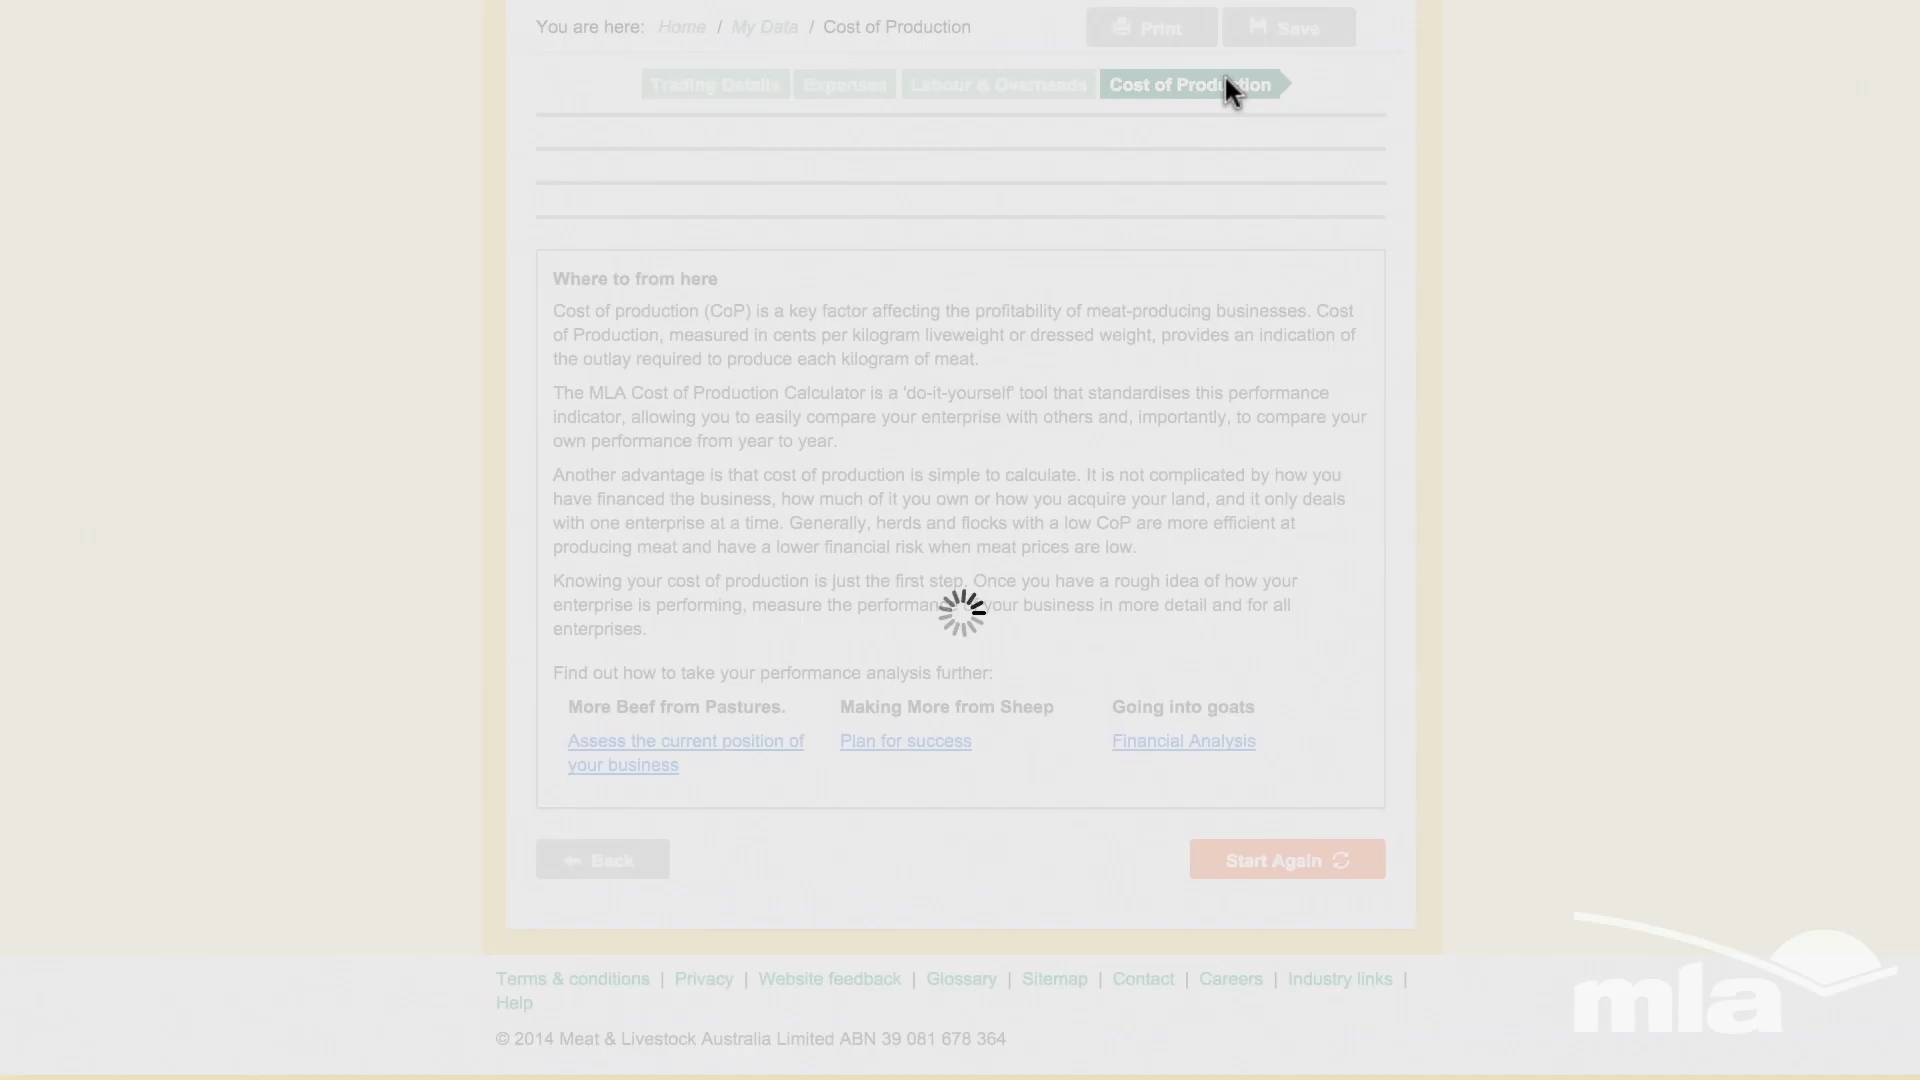 You are here: Home / My Data / Cost of Production
Print
Save
Trading Details
Expenses
Labour & Overheads
Cost of Production
Where to from here
Cost of production (CoP) is a key factor affecting the profitability of meat-producing businesses. Cost
of Production, measured in cents per kilogram liveweight or dressed weight, provides an indication of
the outlay required to produce each kilogram of meat.
The MLA Cost of Production Calculator is a 'do-it-yourself' tool that standardises this performance
indicator, allowing you to easily compare your enterprise with others and, importantly, to compare your
own performance from year to year.
Another advantage is that cost of production is simple to calculate. It is not complicated by how you
have financed the business, how much of it you own or how you acquire your land, and it only deals
with one enterprise at a time. Generally, herds and flocks with a low CoP are more efficient at
producing meat and have a lower financial risk when meat prices are low.
Knowing your cost of production is just the first step. Once you have a rough idea of how your
enterprise is performing, measure the performance of your business in more detail and for all
enterprises.
Find out how to take your performance analysis further:
More Beef from Pastures.
Assess the current position of
your business
Making More from Sheep
Plan for success
Going into goats
Financial Analysis
Back
Start Again
Terms & conditions | Privacy | Website feedback | Glossary | Sitemap | Contact | Careers | Industry links |
Help
© 2014 Meat & Livestock Australia Limited ABN 39 081 678 364
mla